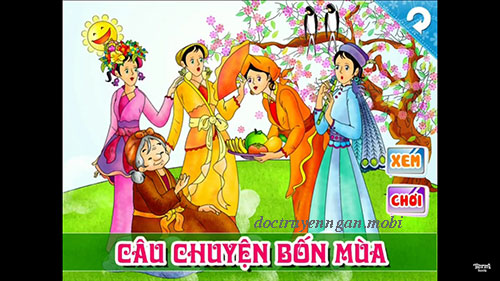 XEM
CHƠI
doctruyenngan.mobi
CÂU CHUYỆN BỐN MÙA